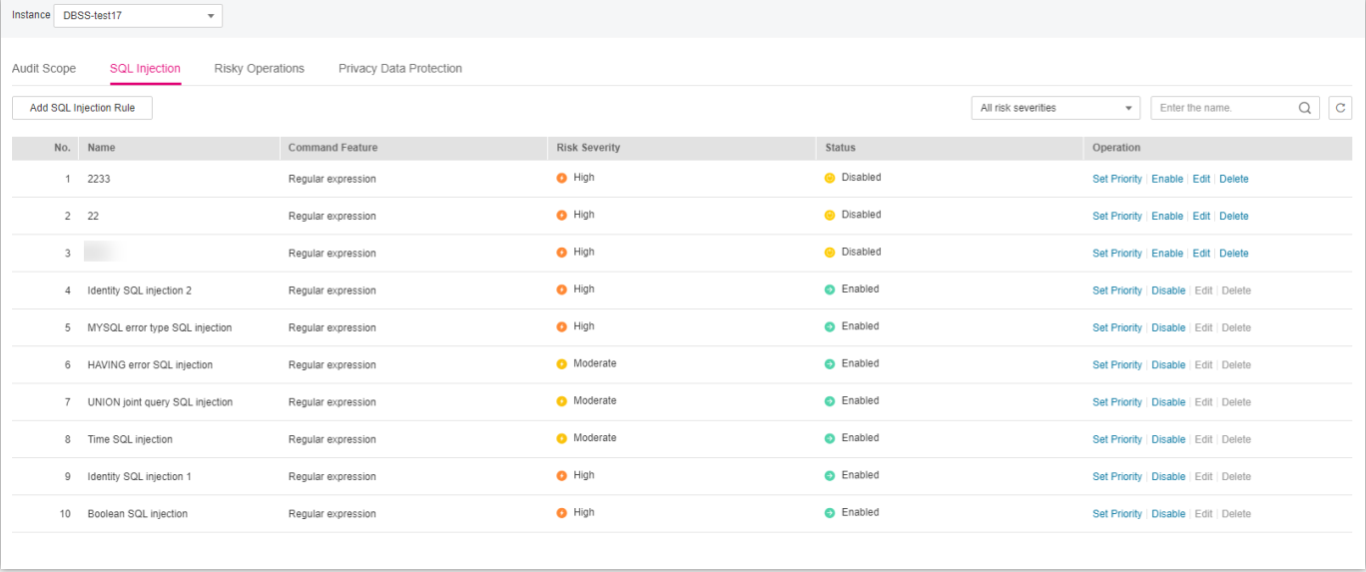 Instance DBSS-test17
Audit Scope SQL Injection Risky Operations Privacy Data Protection
Add SQL Injection Rule All risk severities Enter the name.
No. Name Command Feature Risk Severity Status Operation
1 2233 Regular expression High Disabled Set Priority | Enable | Edit | Delete
2 22 Regular expression High Disabled Set Priority | Enable | Edit | Delete
3 Regular expression High Disabled Set Priority | Enable | Edit | Delete
4 Identity SQL injection 2 Regular expression High Enabled Set Priority | Disable | Edit | Delete
5 MYSQL error type SQL injection Regular expression High Enabled Set Priority | Disable | Edit | Delete
6 HAVING error SQL injection Regular expression Moderate Enabled Set Priority | Disable | Edit | Delete
7 UNION joint query SQL injection Regular expression Moderate Enabled Set Priority | Disable | Edit | Delete
8 Time SQL injection Regular expression Moderate Enabled Set Priority | Disable | Edit | Delete
9 Identity SQL injection 1 Regular expression High Enabled Set Priority | Disable | Edit | Delete
10 Boolean SQL injection Regular expression High Enabled Set Priority | Disable | Edit | Delete